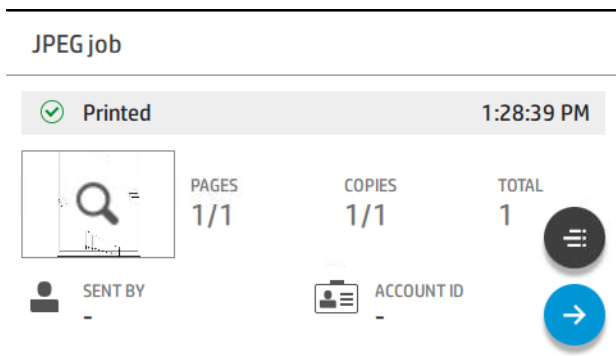 JPEG job
Printed 1:28:39 PM
PAGES COPIES TOTAL
1/1 1/1 1
SENT BY ACCOUNT ID
- -